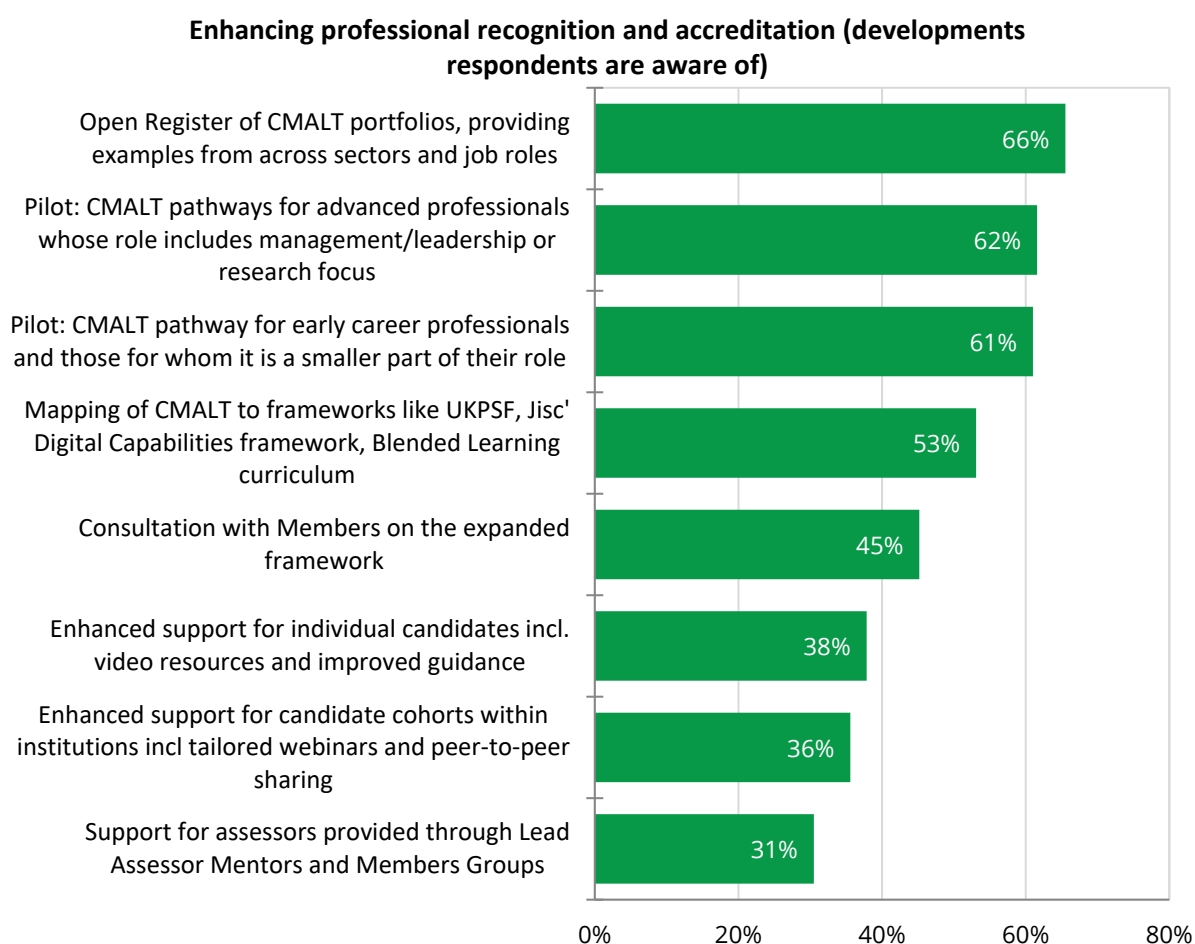 Enhancing professional recognition and accreditation (developments
respondents are aware of)
Open Register of CMALT portfolios, providing
examples from across sectors and job roles
66%
Pilot: CMALT pathways for advanced professionals
whose role includes management/leadership or
research focus
62%
Pilot: CMALT pathway for early career professionals
and those for whom it is a smaller part of their role
61%
Mapping of CMALT to frameworks like UKPSF, Jisc'
Digital Capabilities framework, Blended Learning
curriculum
53%
Consultation with Members on the expanded
framework
45%
Enhanced support for individual candidates incl.
video resources and improved guidance
38%
Enhanced support for candidate cohorts within
institutions incl tailored webinars and peer-to-peer
sharing
36%
Support for assessors provided through Lead
Assessor Mentors and Members Groups
31%
0% 20% 40% 60% 80%